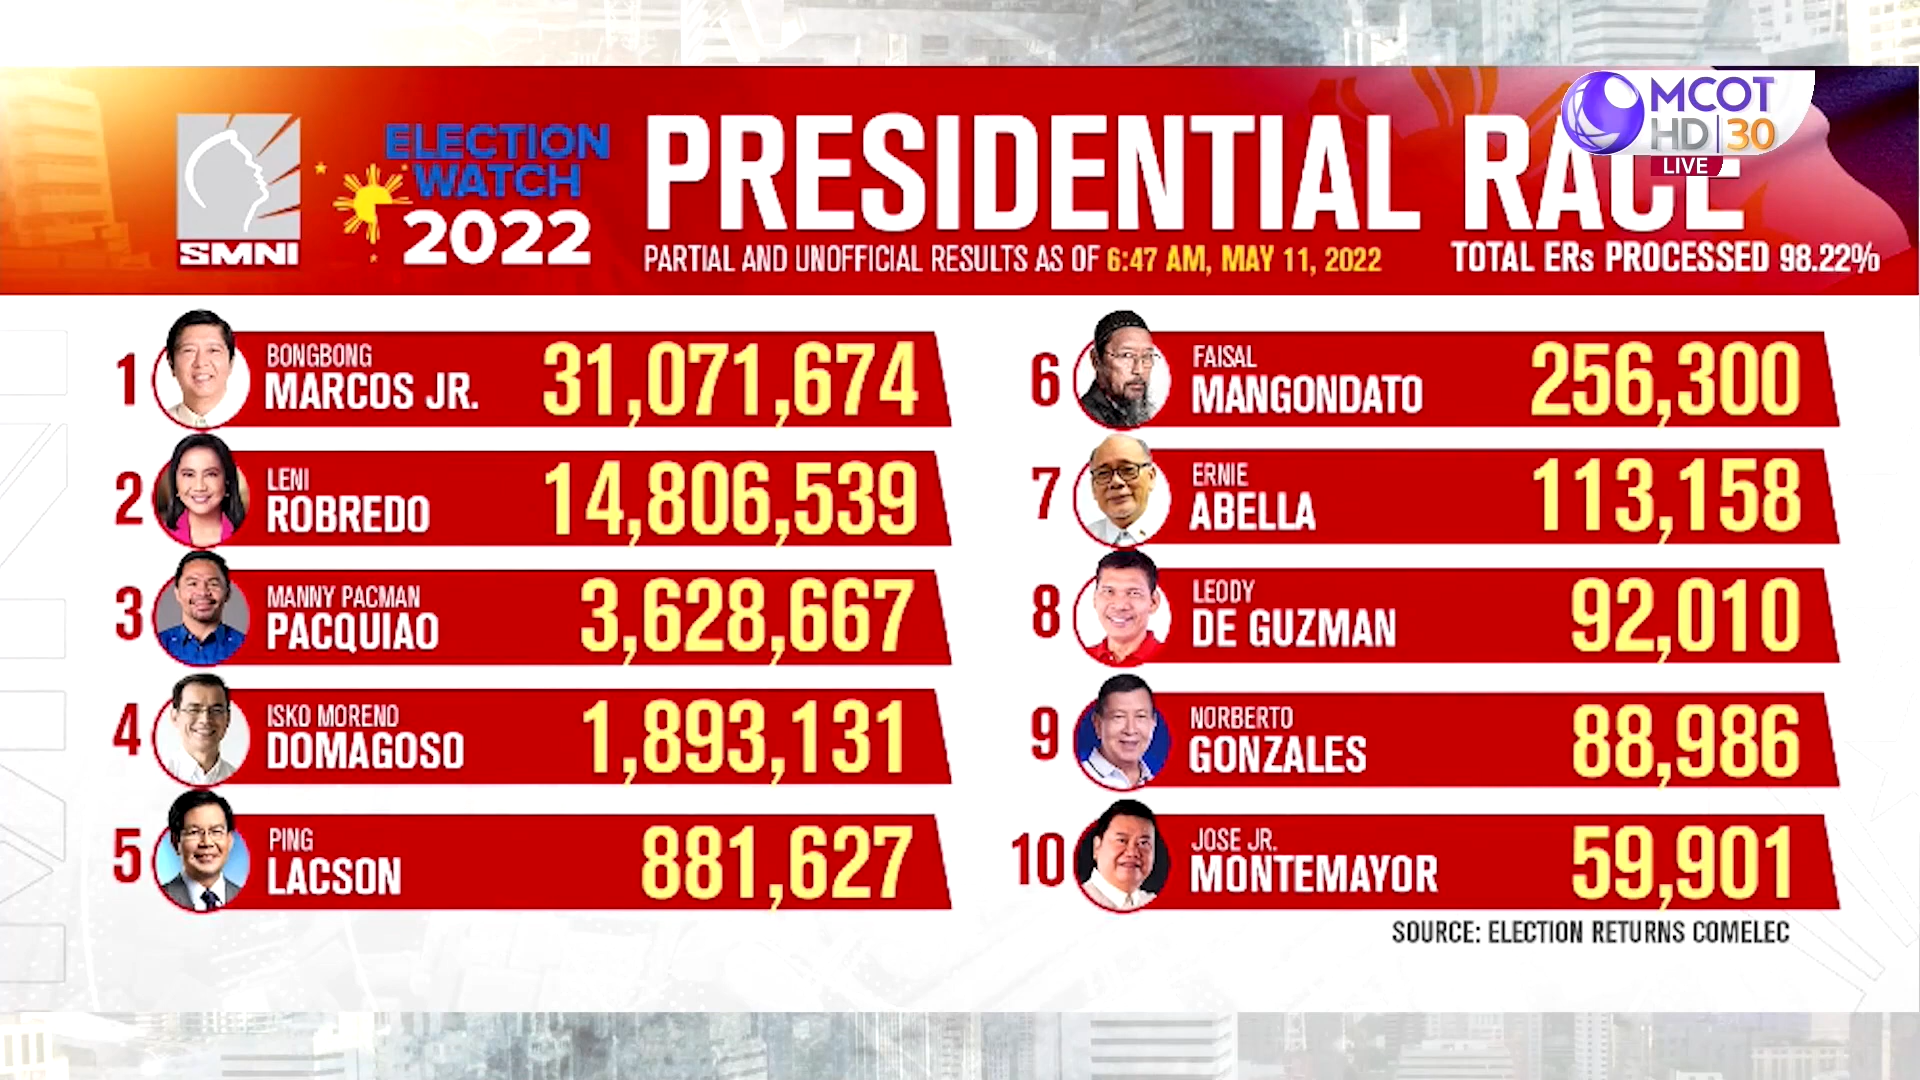 MCOT
HD|30
LIVE
SMNI
ELECTION
WATCH
2022
PRESIDENTIAL RACE
PARTIAL AND UNOFFICIAL RESULTS AS OF 6:47 AM, MAY 11, 2022
TOTAL ERs PROCESSED 98.22%
1
BONGBONG
MARCOS JR.
31,071,674
2
LENI
ROBREDO
14,806,539
3
MANNY PACMAN
PACQUIAO
3,628,667
4
ISKO MORENO
DOMAGOSO
1,893,131
5
PING
LACSON
881,627
6
FAISAL
MANGONDATO
256,300
7
ERNIE
ABELLA
113,158
8
LEODY
DE GUZMAN
92,010
9
NORBERTO
GONZALES
88,986
10
JOSE JR.
MONTEMAYOR
59,901
SOURCE: ELECTION RETURNS COMELEC